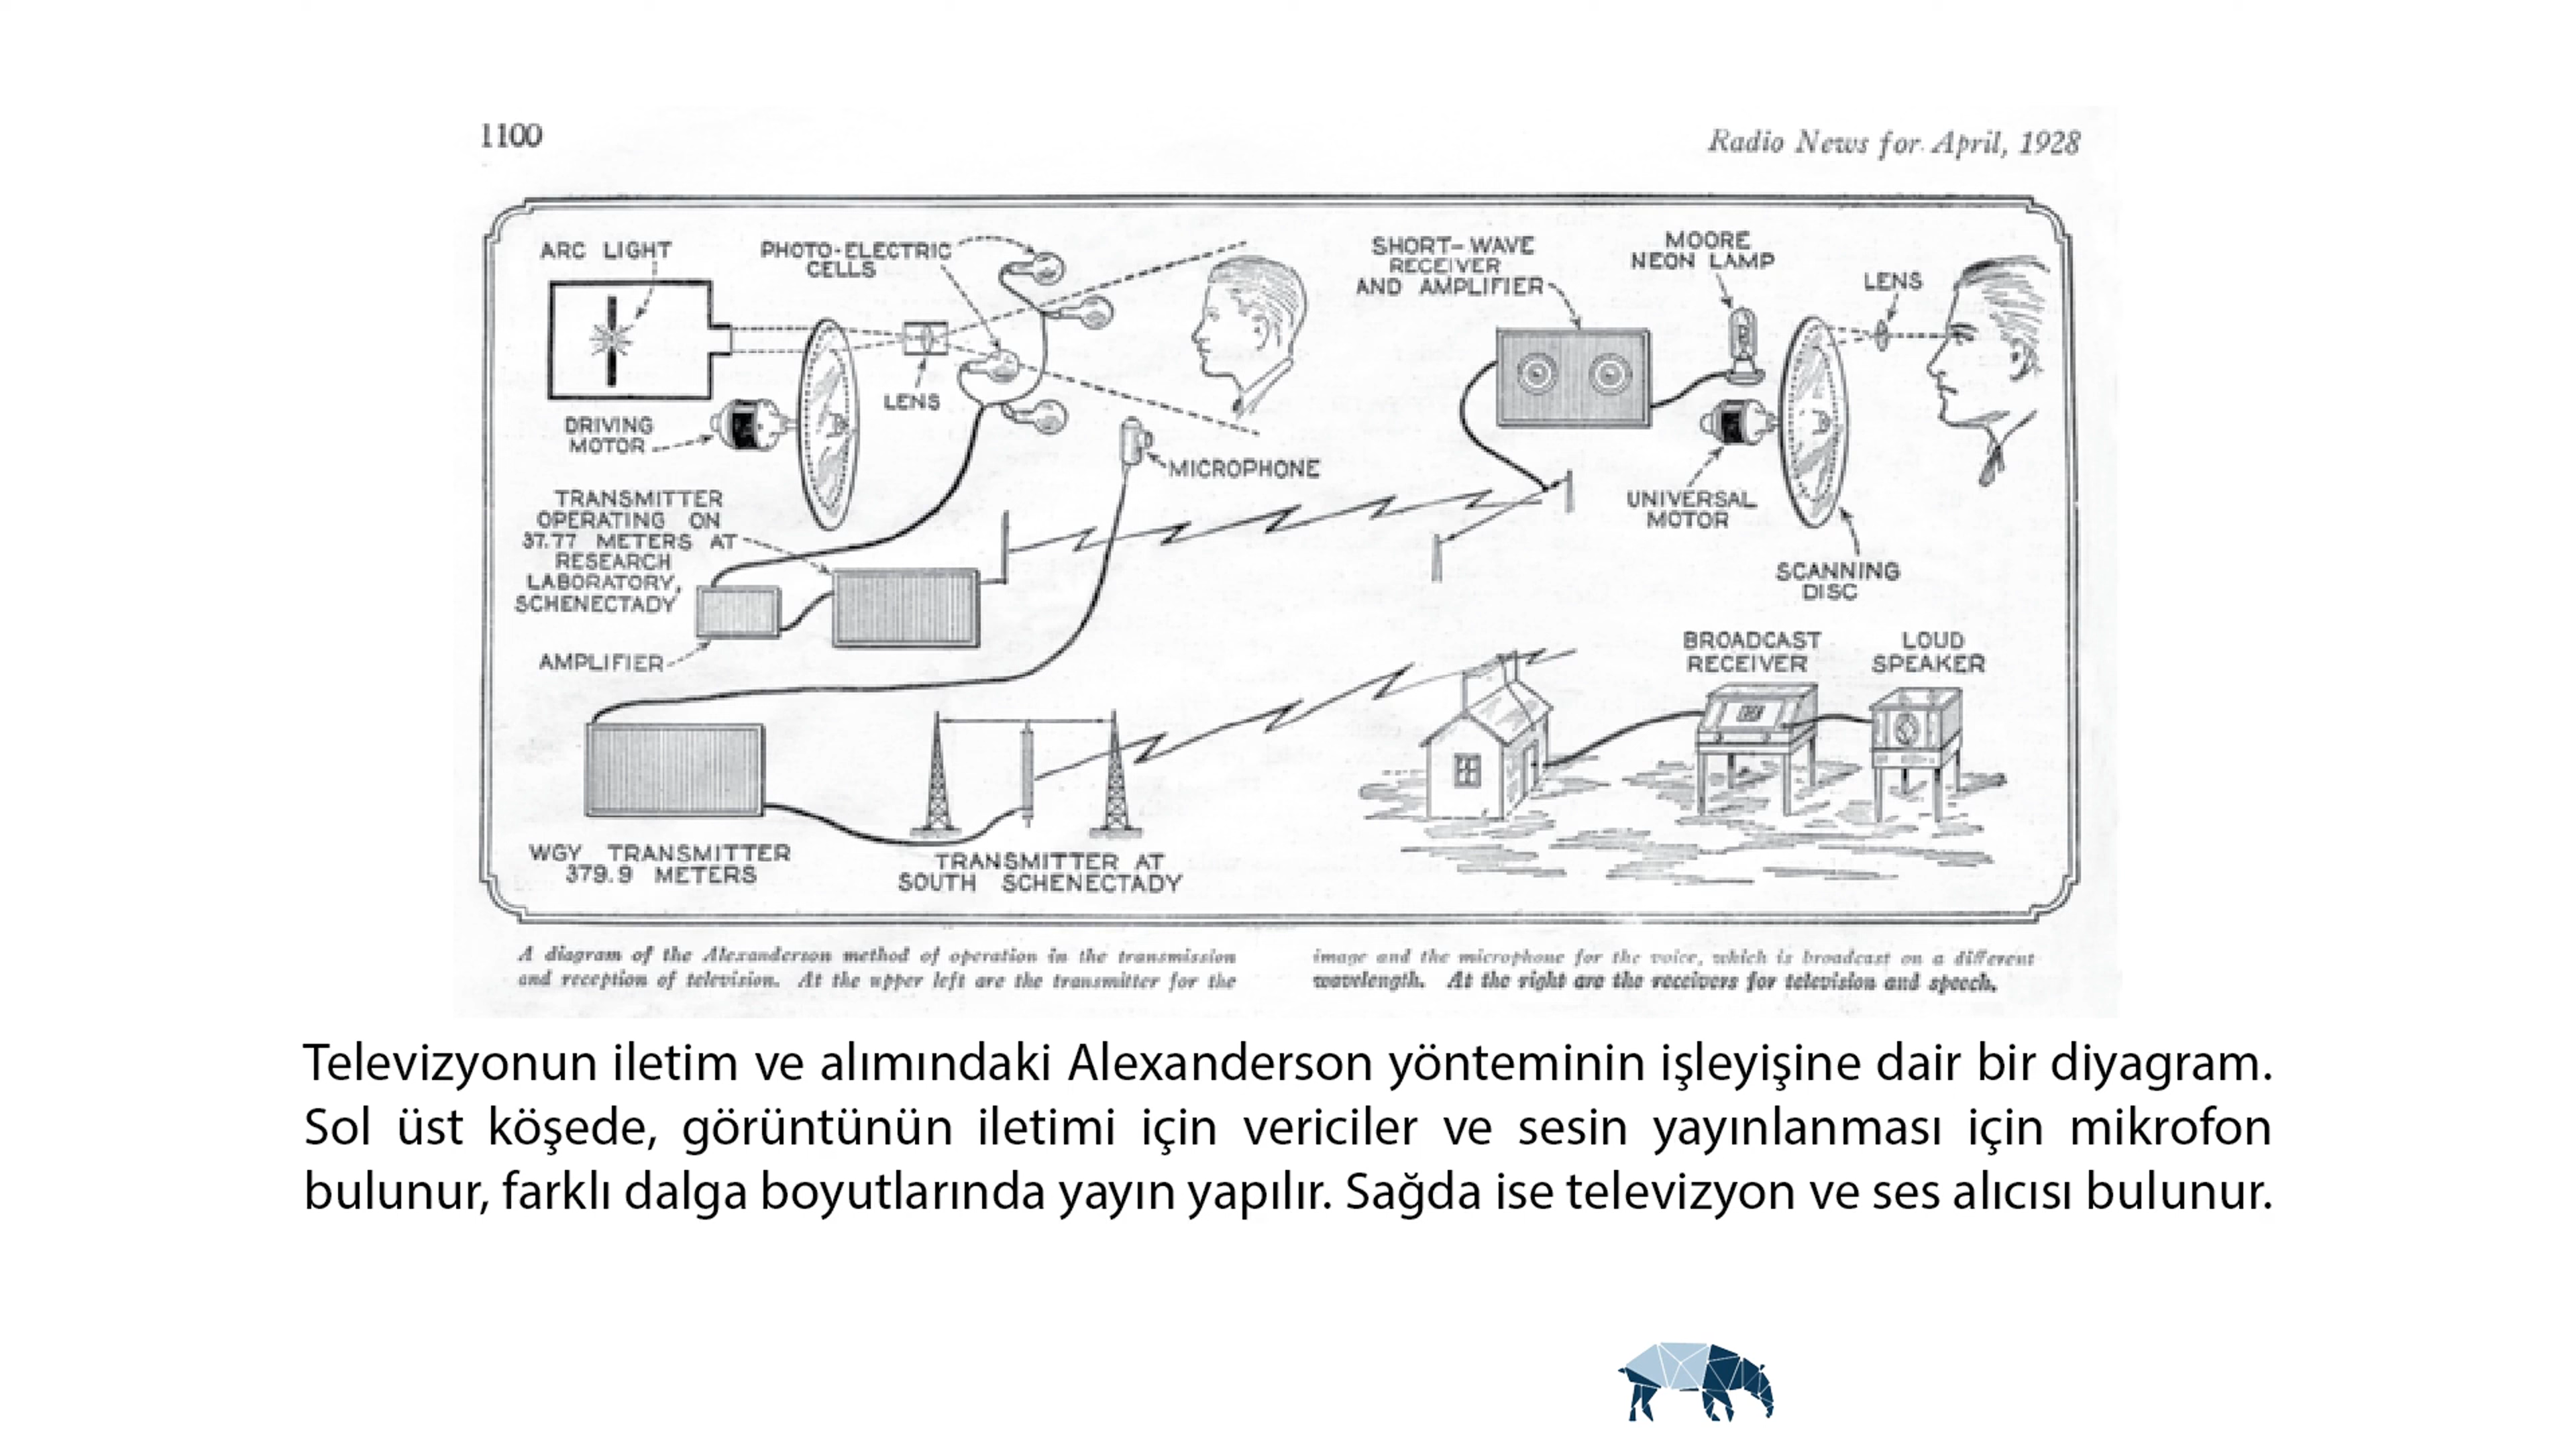 1100
Radio News for April, 1928
ARC LIGHT
PHOTO-ELECTRIC
CELLS
LENS
DRIVING
MOTOR
MICROPHONE
TRANSMITTER
OPERATING ON
37.77 METERS AT
RESEARCH
LABORATORY,
SCHENECTADY
AMPLIFIER
WGY TRANSMITTER
379.9 METERS
TRANSMITTER AT
SOUTH SCHENECTADY
SHORT-WAVE
RECEIVER
AND AMPLIFIER
MOORE
NEON LAMP
LENS
UNIVERSAL
MOTOR
SCANNING
DISC
BROADCAST
RECEIVER
LOUD
SPEAKER
A diagram of the Alexanderson method of operation in the transmission
and reception of television. At the upper left are the transmitter for the
image and the microphone for the voice, which is broadcast on a different
wavelength. At the right are the receivers for television and speech.
Televizyonun iletim ve alımındaki Alexanderson yönteminin işleyişine dair bir diyagram.
Sol üst köşede, görüntünün iletimi için vericiler ve sesin yayınlanması için mikrofon
bulunur, farklı dalga boyutlarında yayın yapılır. Sağda ise televizyon ve ses alıcısı bulunur.